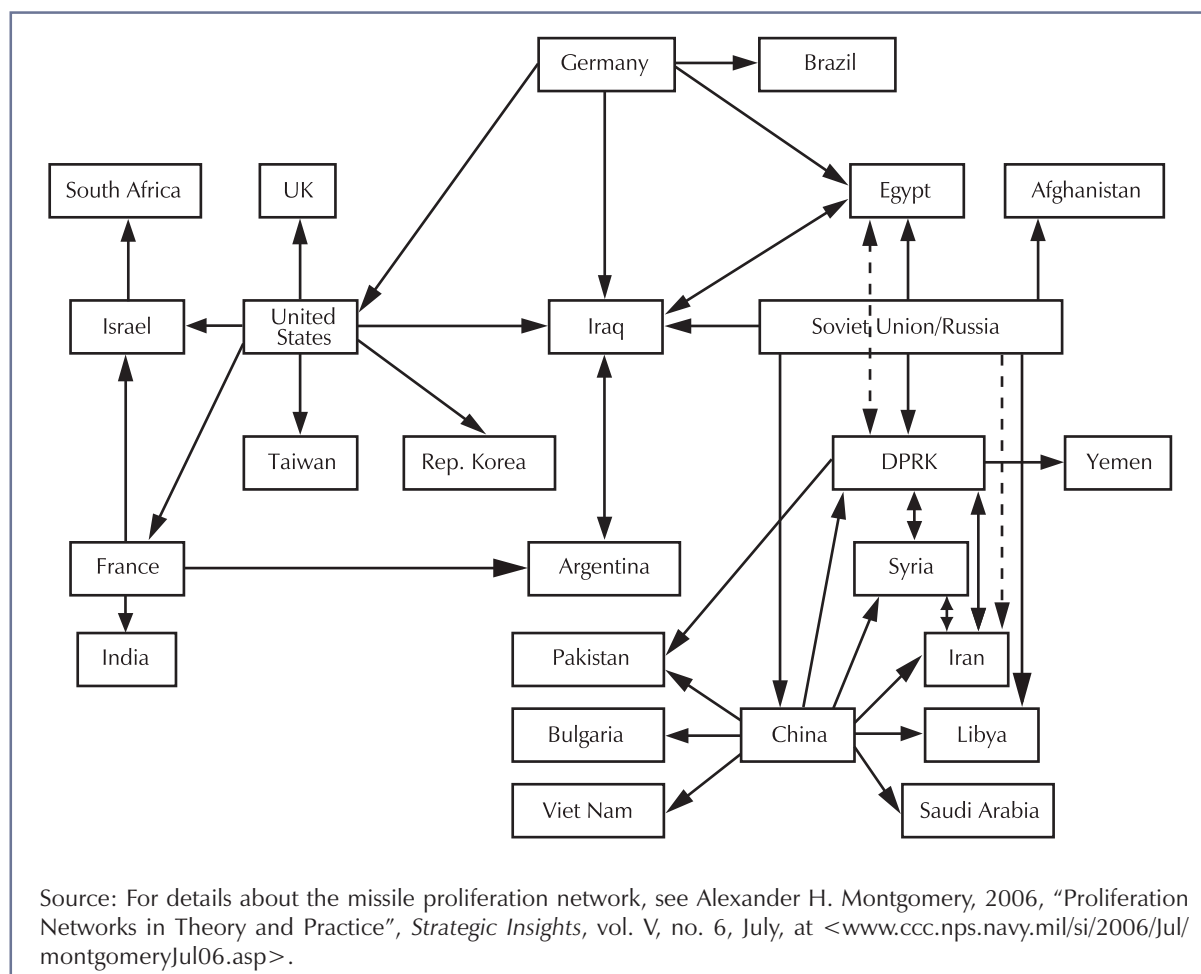 Germany
Brazil
South Africa
UK
Egypt
Afghanistan
Israel
United
States
Iraq
Soviet Union/Russia
Taiwan
Rep. Korea
DPRK
Yemen
France
Argentina
Syria
India
Pakistan
Iran
Bulgaria
China
Libya
Viet Nam
Saudi Arabia
Source: For details about the missile proliferation network, see Alexander H. Montgomery, 2006, “Proliferation
Networks in Theory and Practice”, Strategic Insights, vol. V, no. 6, July, at <www.ccc.nps.navy.mil/si/2006/Jul/
montgomeryJul06.asp>.